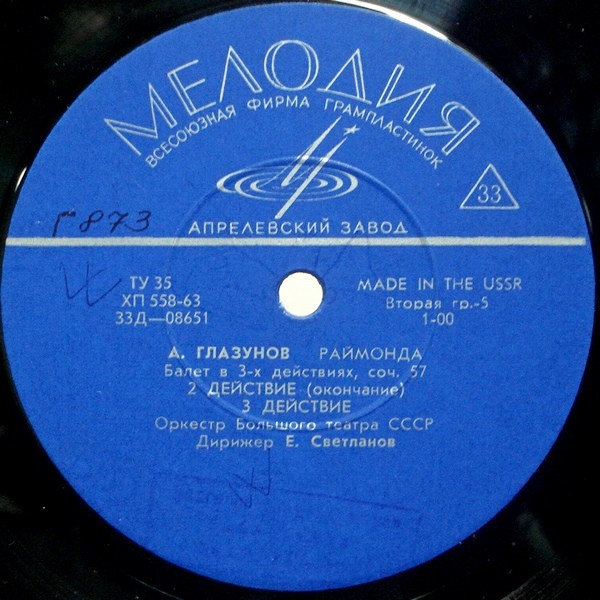 МЕЛОДИЯ
ВСЕСОЮЗНАЯ ФИРМА ГРАМПЛАСТИНОК
33
АПРЕЛЕВСКИЙ ЗАВОД
г873
ТУ 35
ХП 558-63
33Д—08651
MADE IN THE USSR
Вторая гр.-5
1-00
А. ГЛАЗУНОВ РАЙМОНДА
Балет в 3-х действиях, соч. 57
2 ДЕЙСТВИЕ (окончание)
3 ДЕЙСТВИЕ
Оркестр Большого театра СССР
Дирижер Е. Светланов